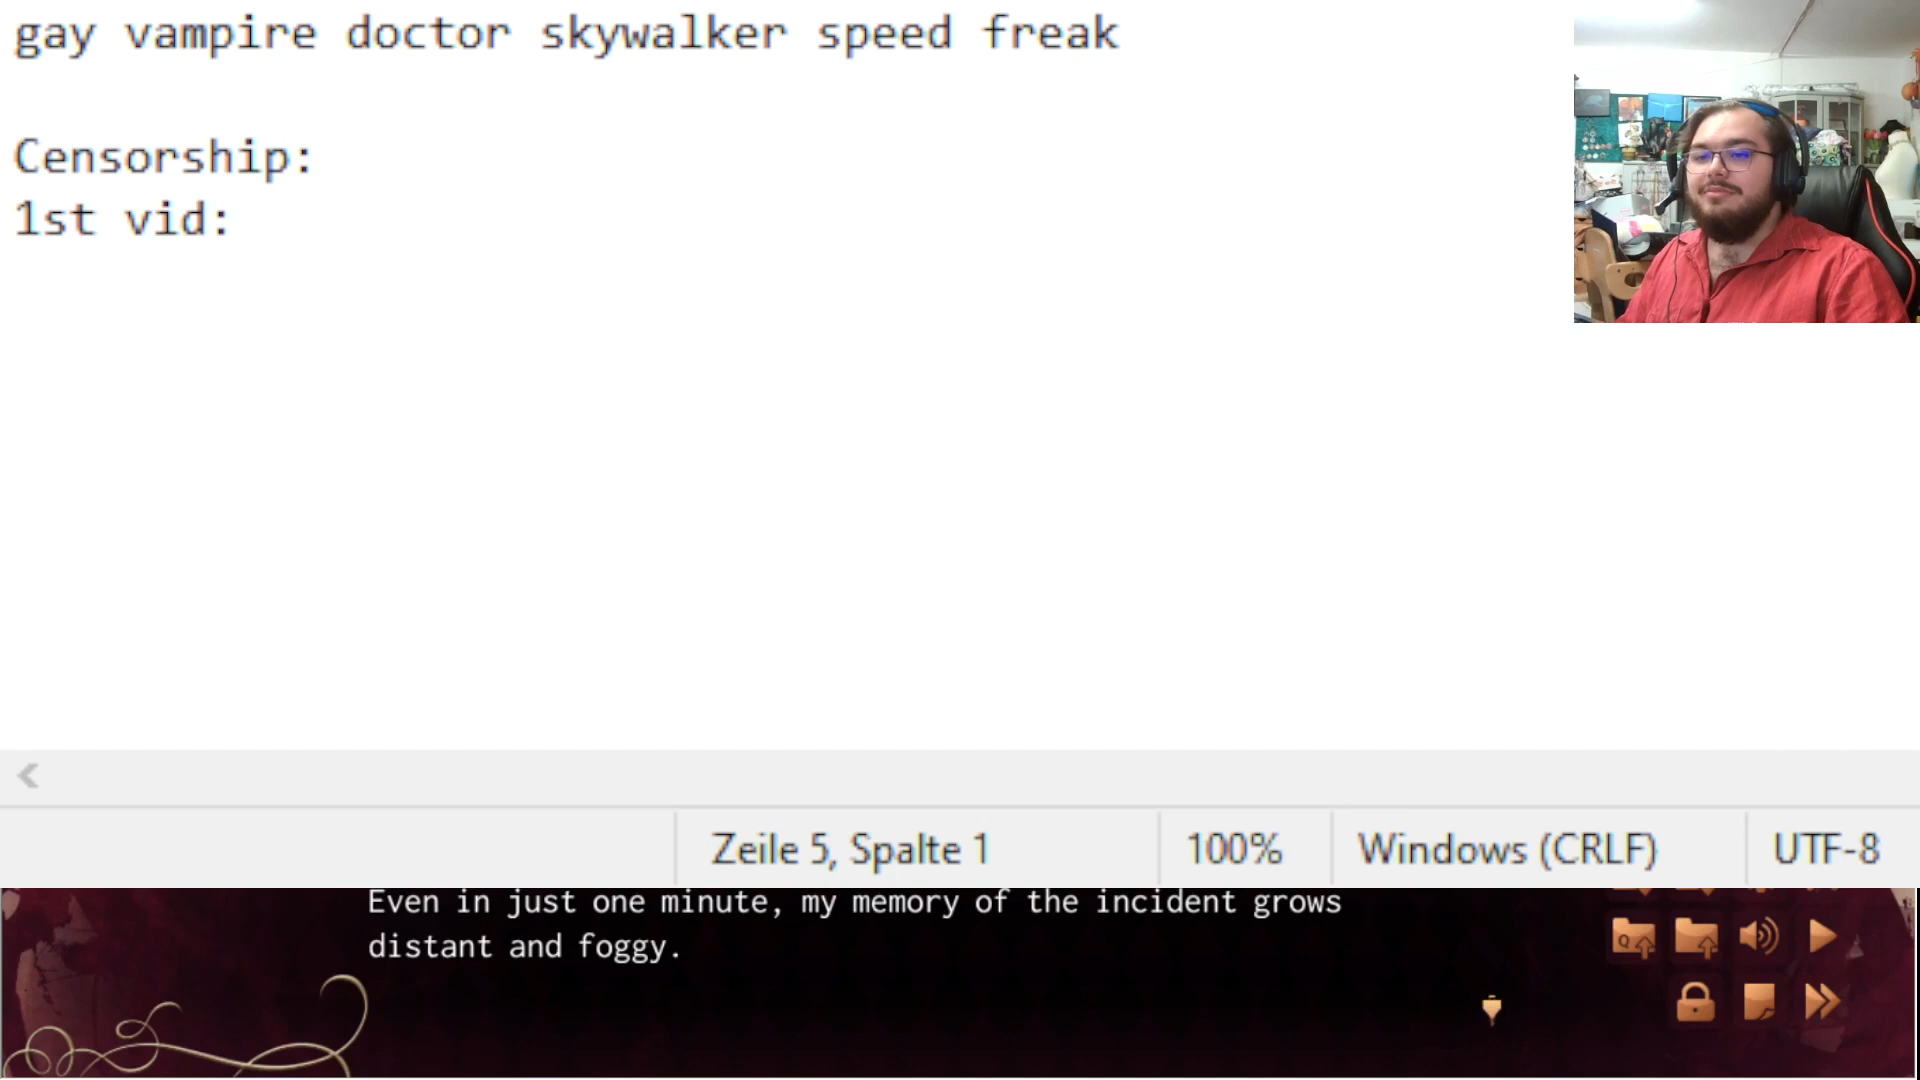 gay vampire doctor skywalker speed freak
Censorship:
1st vid:
Zeile 5, Spalte 1
100%
Windows (CRLF)
UTF-8
Even in just one minute, my memory of the incident grows
distant and foggy.
Q